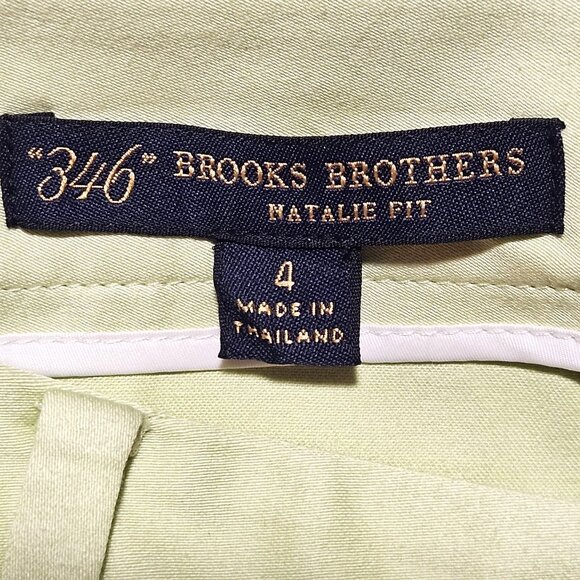 "346" BROOKS BROTHERS
NATALIE FIT
4
MADE IN
THAILAND